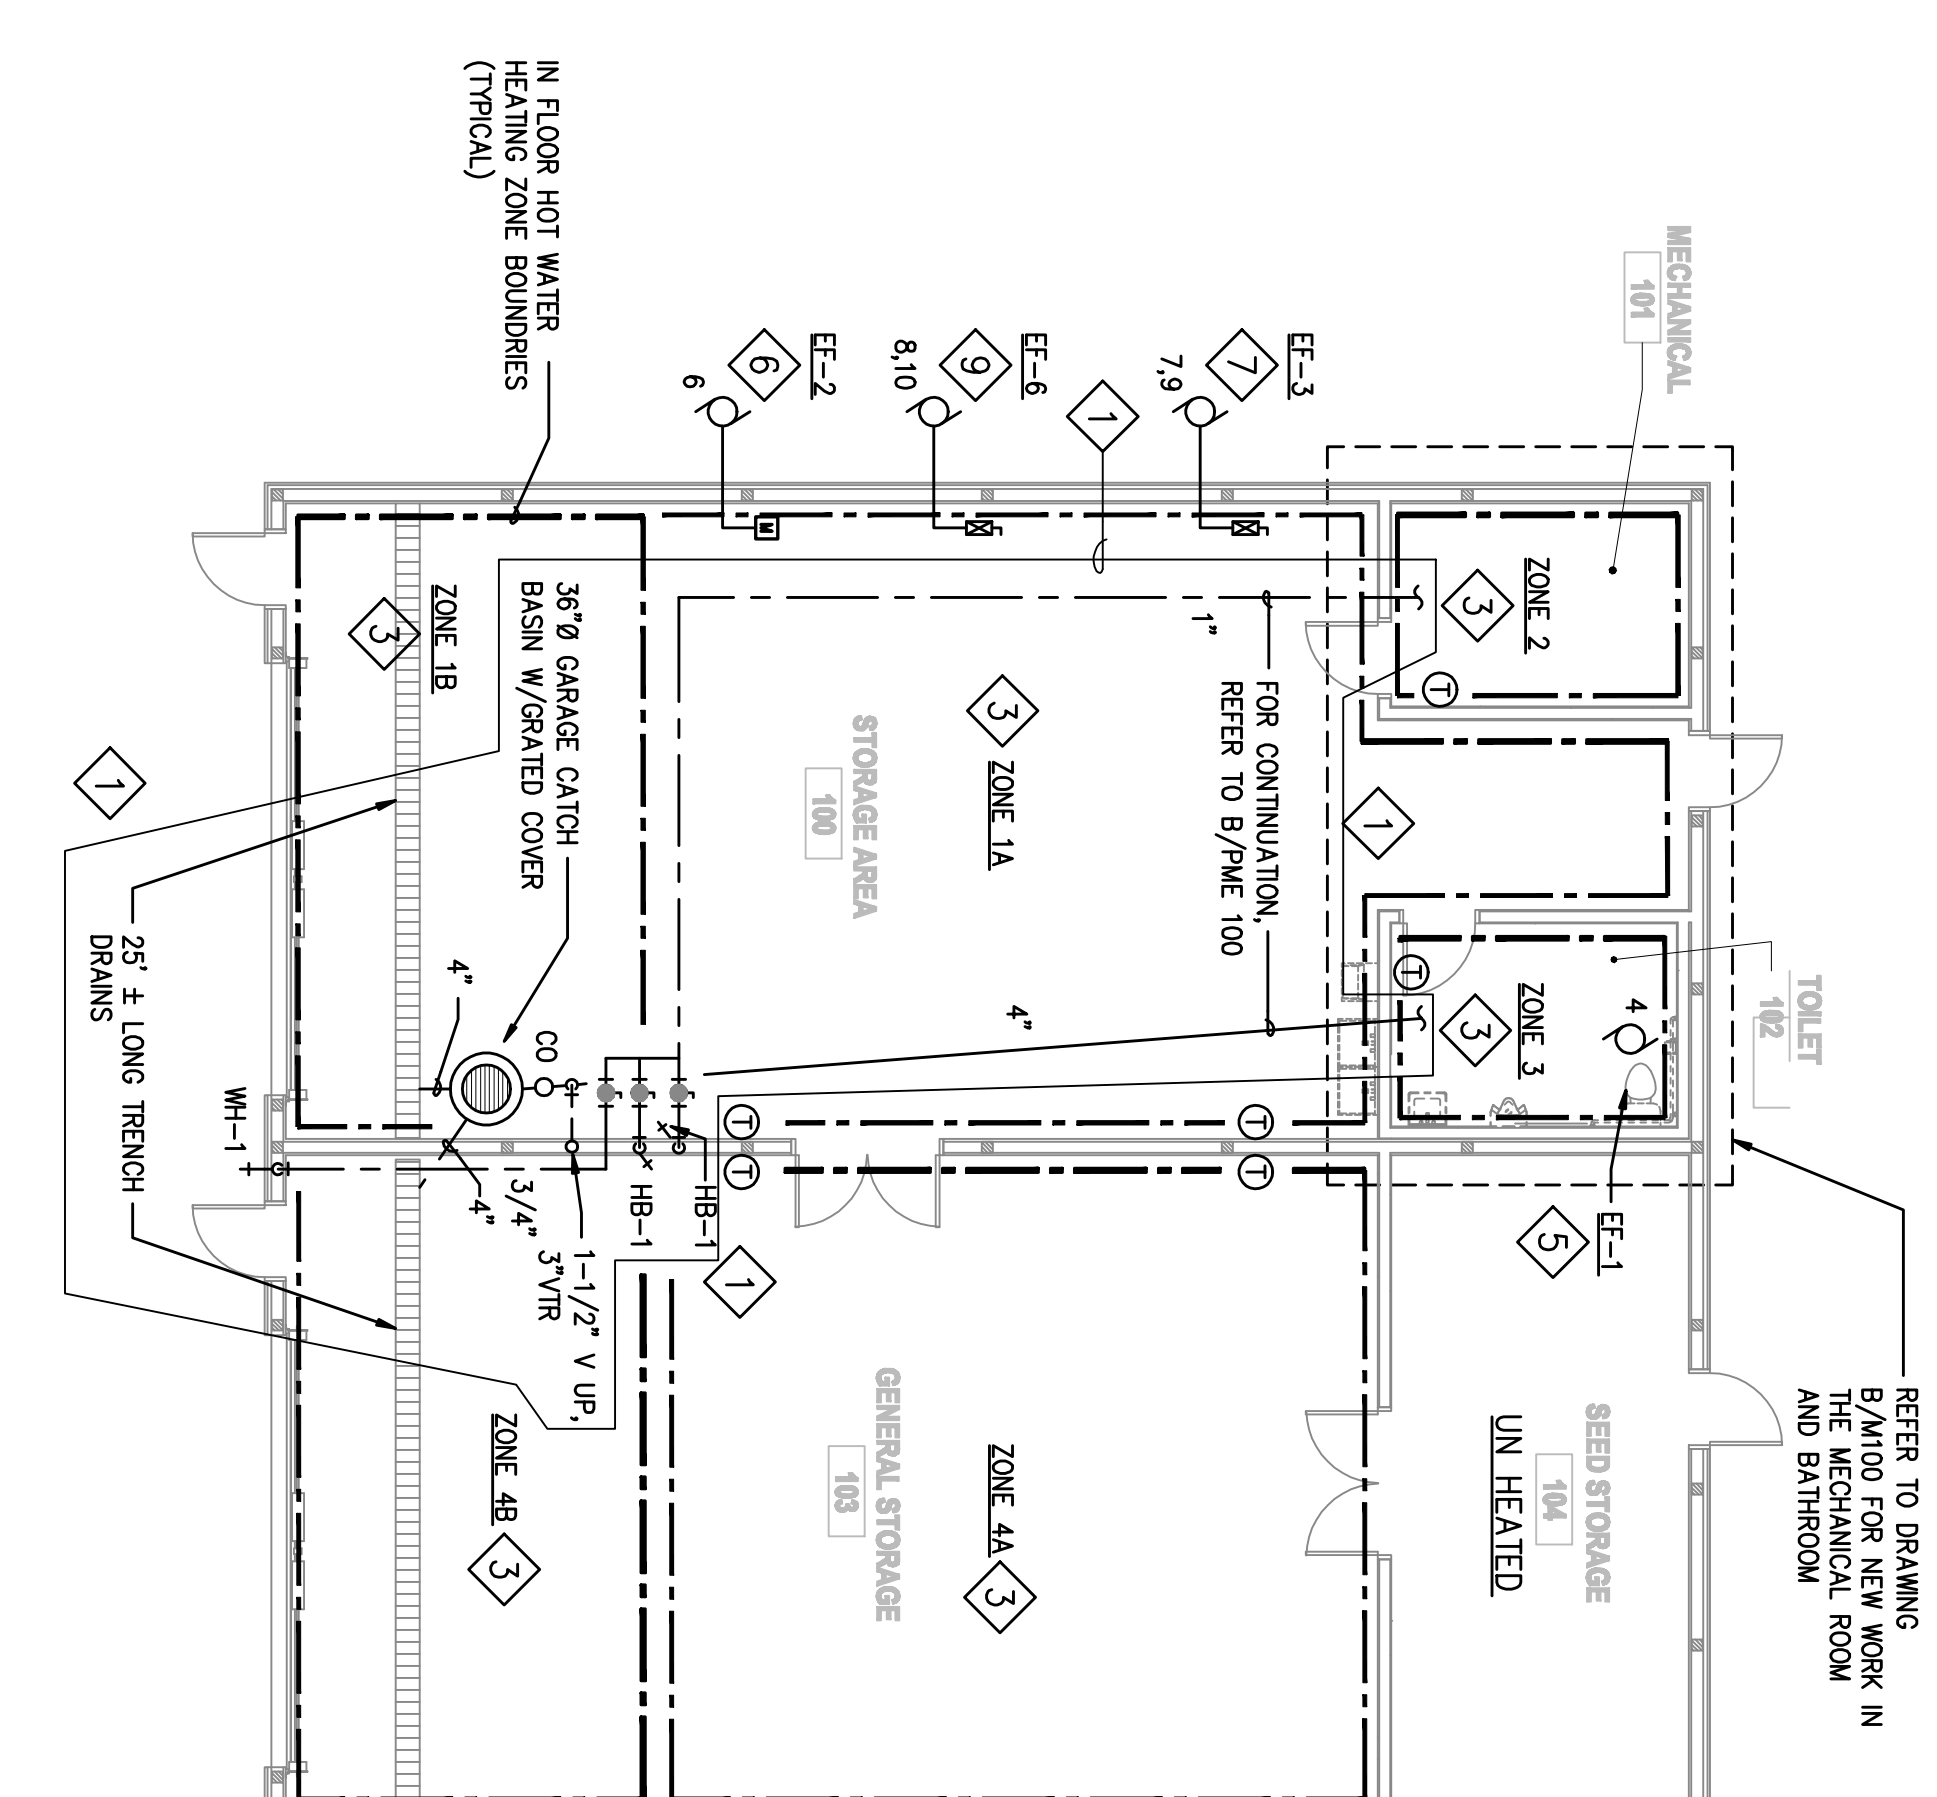 REFER TO DRAWING
B/M100 FOR NEW WORK IN
THE MECHANICAL ROOM
AND BATHROOM
MECHANICAL
101
TOILET
102
SEED STORAGE
104
UN HEATED
EF-1
5
4
ZONE 2
3
T
ZONE 3
3
T
1
EF-3
7
7,9
1
EF-6
9
8,10
EF-2
6
6
M
IN FLOOR HOT WATER
HEATING ZONE BOUNDRIES
(TYPICAL)
1"
FOR CONTINUATION,
REFER TO B/PME 100
4"
3
ZONE 1A
STORAGE AREA
100
T
T
T
T
ZONE 4A
3
GENERAL STORAGE
103
1
HB-1
HB-1
36"Ø GARAGE CATCH
BASIN W/GRATED COVER
CO
1-1/2" V UP,
3"VTR
3/4"
4"
4"
ZONE 1B
3
ZONE 4B
3
WH-1
1
25' ± LONG TRENCH
DRAINS